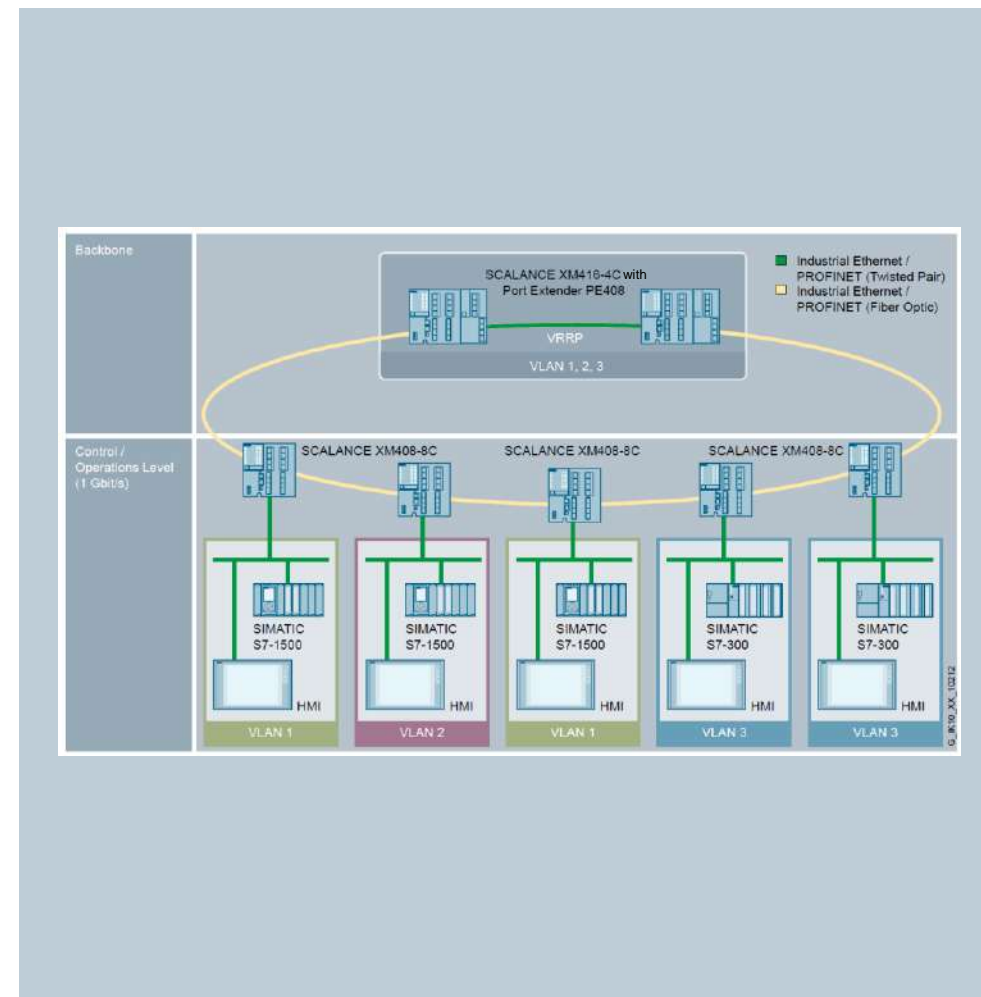 Backbone
SCALANCE XM416-4C with
Port Extender PE408
VRRP
VLAN 1, 2, 3
Industrial Ethernet /
PROFINET (Twisted Pair)
Industrial Ethernet /
PROFINET (Fiber Optic)
Control /
Operations Level
(1 Gbit/s)
SCALANCE XM408-8C
SCALANCE XM408-8C
SCALANCE XM408-8C
SIMATIC
S7-1500
HMI
VLAN 1
SIMATIC
S7-1500
HMI
VLAN 2
SIMATIC
S7-1500
HMI
VLAN 1
SIMATIC
S7-300
HMI
VLAN 3
SIMATIC
S7-300
HMI
VLAN 3
G_IK10_XX_10212